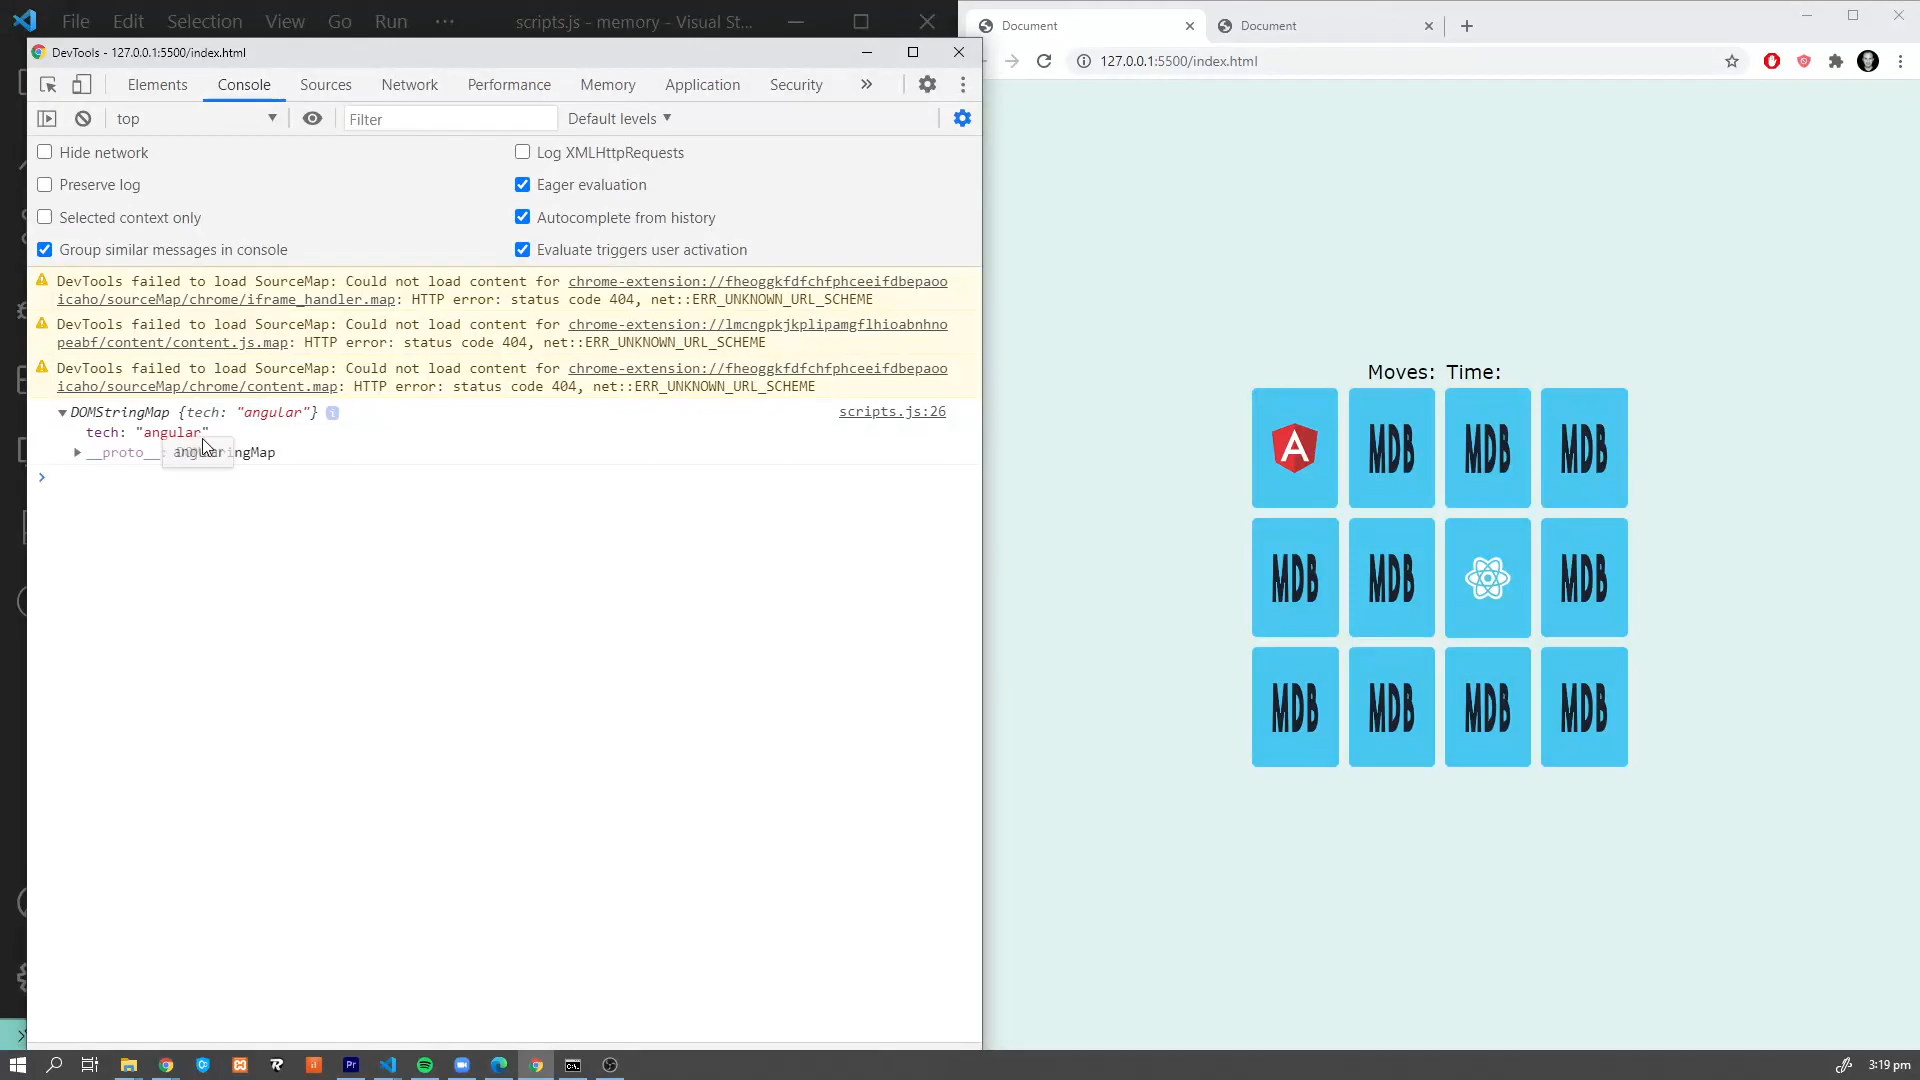 File Edit Selection View Go Run ··· scripts.js - memory - Visual St...
DevTools - 127.0.0.1:5500/index.html
Elements Console Sources Network Performance Memory Application Security »
top Filter Default levels
Hide network Log XMLHttpRequests
Preserve log Eager evaluation
Selected context only Autocomplete from history
Group similar messages in console Evaluate triggers user activation
DevTools failed to load SourceMap: Could not load content for chrome-extension://fheoggkfdfchfphceeifdbepaoo
icaho/sourceMap/chrome/iframe_handler.map: HTTP error: status code 404, net::ERR_UNKNOWN_URL_SCHEME
DevTools failed to load SourceMap: Could not load content for chrome-extension://lmcngpkjkplipamgflhioabnhno
peabf/content/content.js.map: HTTP error: status code 404, net::ERR_UNKNOWN_URL_SCHEME
DevTools failed to load SourceMap: Could not load content for chrome-extension://fheoggkfdfchfphceeifdbepaoo
icaho/sourceMap/chrome/content.map: HTTP error: status code 404, net::ERR_UNKNOWN_URL_SCHEME
DOMStringMap {tech: "angular"} i scripts.js:26
tech: "angular"
__proto__:
angular
Document Document
127.0.0.1:5500/index.html
Moves: Time:
A MDB MDB MDB
MDB MDB MDB
MDB MDB MDB MDB
Pr
3:19 pm